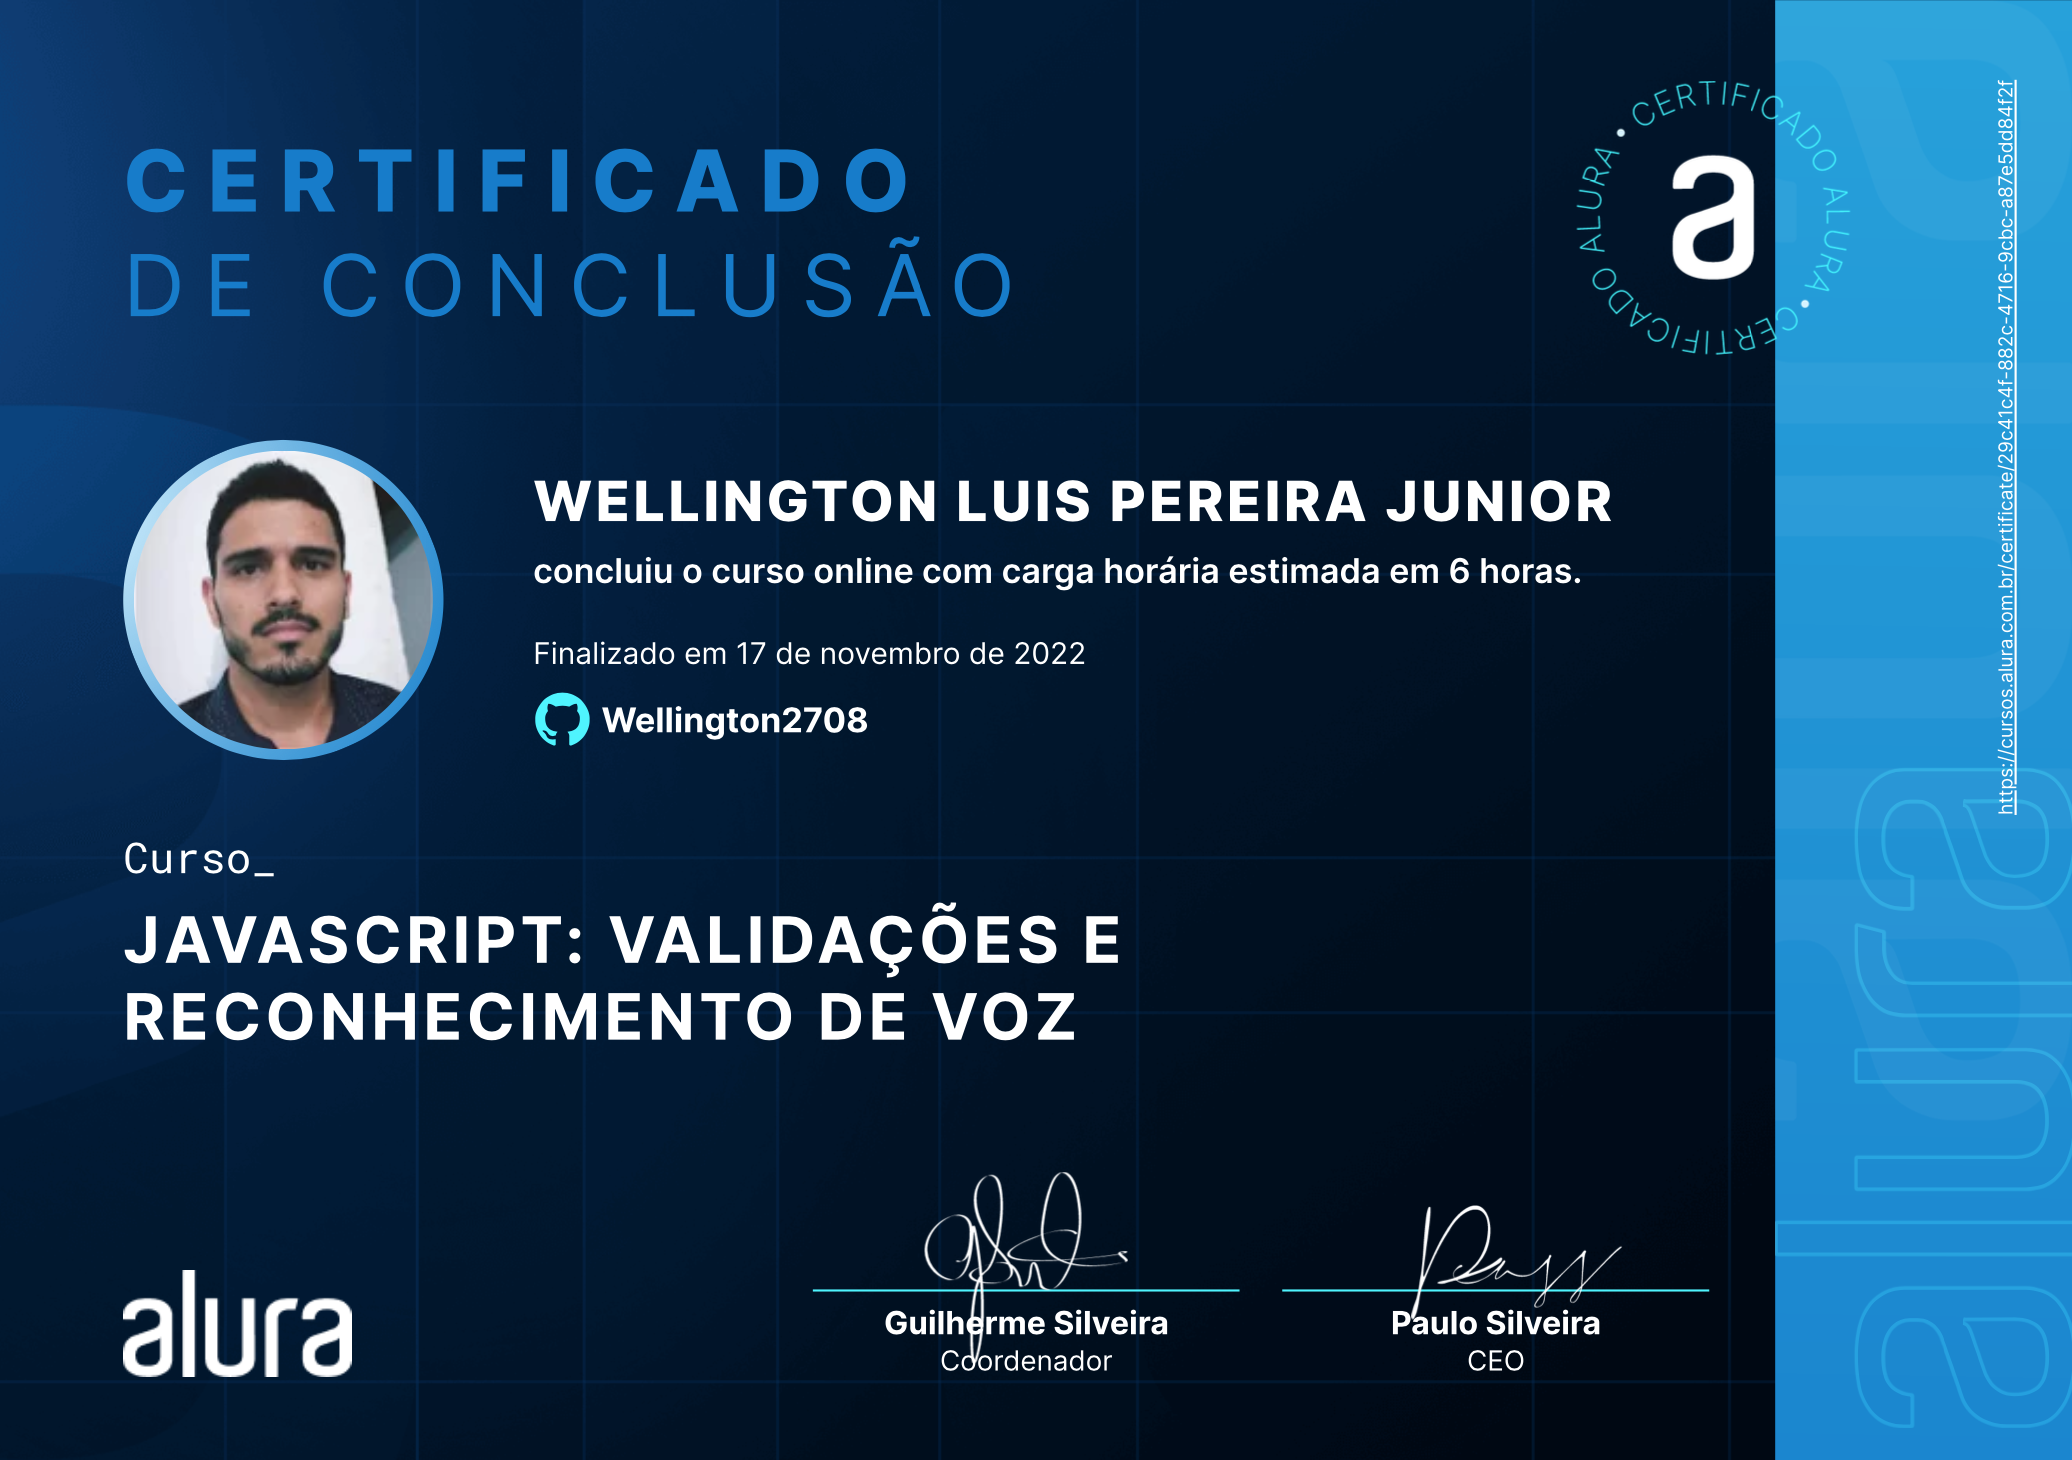 CERTIFICADO
DE CONCLUSÃO
CERTIFICADO ALURA • CERTIFICADO ALURA •
a
https://cursos.alura.com.br/certificate/29c41c4f-882c-4716-9cbc-a87e5dd84f2f
WELLINGTON LUIS PEREIRA JUNIOR
concluiu o curso online com carga horária estimada em 6 horas.
Finalizado em 17 de novembro de 2022
Wellington2708
Curso_
JAVASCRIPT: VALIDAÇÕES E
RECONHECIMENTO DE VOZ
alura
Guilherme Silveira
Coordenador
Paulo Silveira
CEO
alura